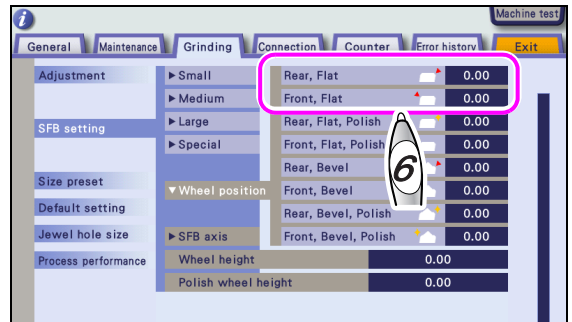 i
Machine test
General Maintenance Grinding Connection Counter Error history Exit
Adjustment ▶ Small Rear, Flat 0.00
▶ Medium Front, Flat 0.00
SFB setting ▶ Large Rear, Flat, Polish 0.00
▶ Special Front, Flat, Polish 0.00
Rear, Bevel 0.00
Size preset ▼ Wheel position Front, Bevel 0.00
Default setting Rear, Bevel, Polish 0.00
Jewel hole size ▶ SFB axis Front, Bevel, Polish 0.00
Process performance Wheel height 0.00
Polish wheel height 0.00
6